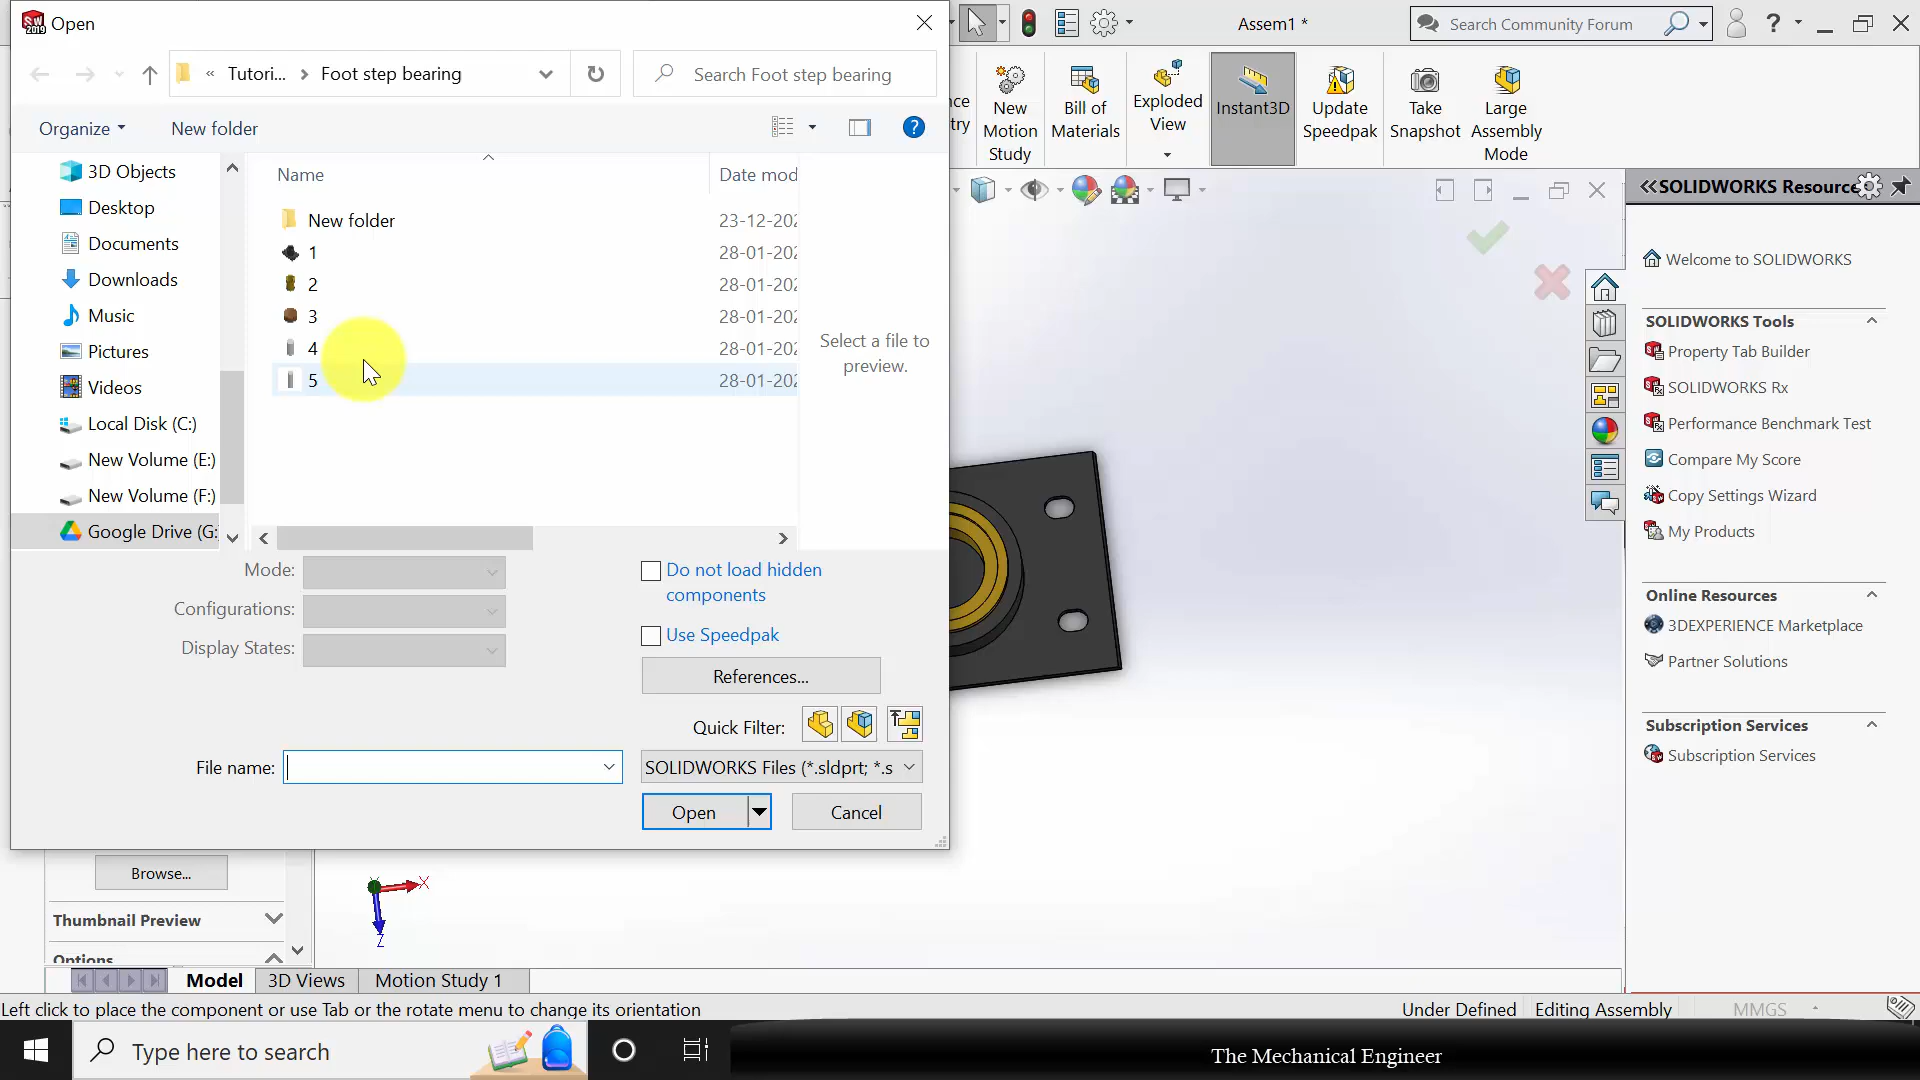 Open
Assem1 *
Search Community Forum
?
« Tutori... > Foot step bearing
Search Foot step bearing
Organize
New folder
?
nce
try
New
Motion
Study
Bill of
Materials
Exploded
View
Instant3D
Update
Speedpak
Take
Snapshot
Large
Assembly
Mode
3D Objects
Desktop
Documents
Downloads
Music
Pictures
Videos
Local Disk (C:)
New Volume (E:)
New Volume (F:)
Google Drive (G:
Name
Date mod
New folder
23-12-202
1
28-01-202
2
28-01-202
3
28-01-202
4
28-01-202
5
28-01-202
Select a file to
preview.
Mode:
Configurations:
Display States:
Do not load hidden
components
Use Speedpak
References...
Quick Filter:
File name:
SOLIDWORKS Files (*.sldprt; *.s
Open
Cancel
«SOLIDWORKS Resource
Welcome to SOLIDWORKS
SOLIDWORKS Tools
Property Tab Builder
SOLIDWORKS Rx
Performance Benchmark Test
Compare My Score
Copy Settings Wizard
My Products
Online Resources
3DEXPERIENCE Marketplace
Partner Solutions
Subscription Services
Subscription Services
Browse...
Thumbnail Preview
Options
X
Z
Model
3D Views
Motion Study 1
Left click to place the component or use Tab or the rotate menu to change its orientation
Under Defined
Editing Assembly
MMGS
Type here to search
The Mechanical Engineer